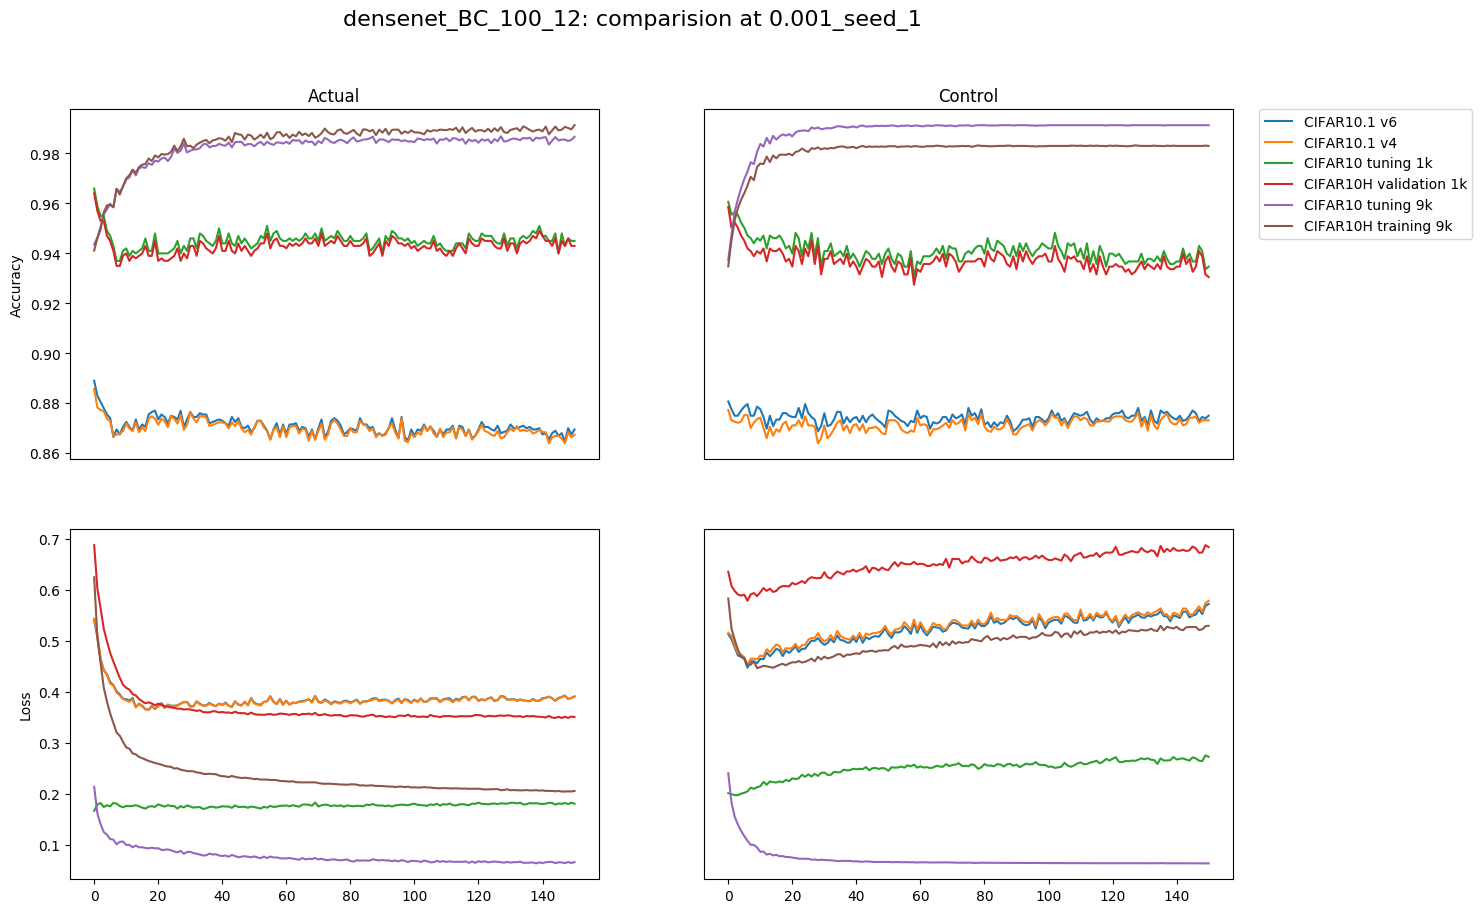 densenet_BC_100_12: comparision at 0.001_seed_1
Actual
Control
Accuracy
0.98
0.96
0.94
0.92
0.90
0.88
0.86
CIFAR10.1 v6
CIFAR10.1 v4
CIFAR10 tuning 1k
CIFAR10H validation 1k
CIFAR10 tuning 9k
CIFAR10H training 9k
Loss
0.7
0.6
0.5
0.4
0.3
0.2
0.1
0 20 40 60 80 100 120 140
0 20 40 60 80 100 120 140